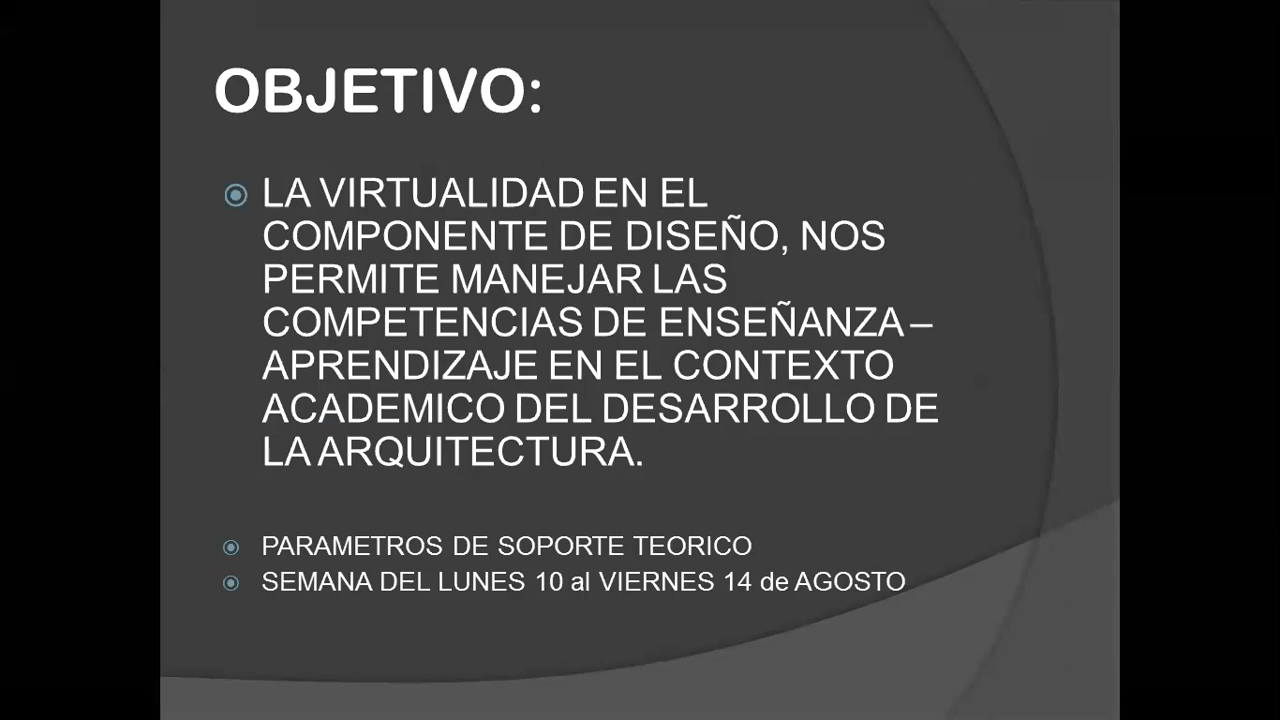 OBJETIVO:
LA VIRTUALIDAD EN EL
COMPONENTE DE DISEÑO, NOS
PERMITE MANEJAR LAS
COMPETENCIAS DE ENSEÑANZA –
APRENDIZAJE EN EL CONTEXTO
ACADEMICO DEL DESARROLLO DE
LA ARQUITECTURA.
PARAMETROS DE SOPORTE TEORICO
SEMANA DEL LUNES 10 al VIERNES 14 de AGOSTO